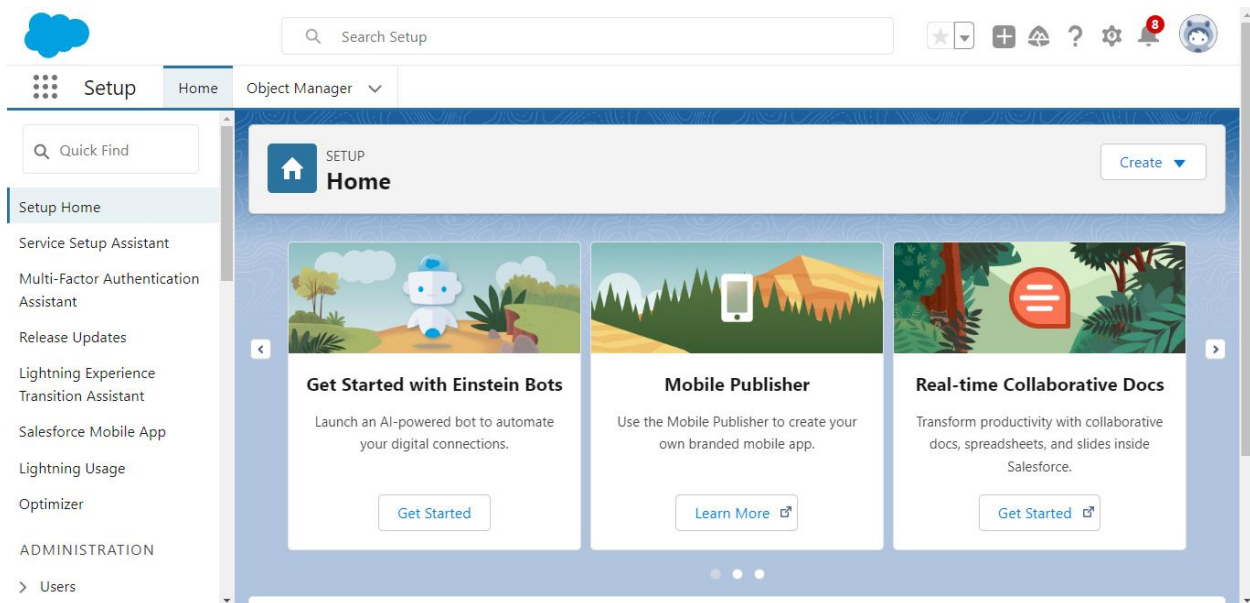 Search Setup
8
Setup
Home
Object Manager
Quick Find
Setup Home
Service Setup Assistant
Multi-Factor Authentication
Assistant
Release Updates
Lightning Experience
Transition Assistant
Salesforce Mobile App
Lightning Usage
Optimizer
ADMINISTRATION
Users
SETUP
Home
Create
Get Started with Einstein Bots
Launch an AI-powered bot to automate
your digital connections.
Get Started
Mobile Publisher
Use the Mobile Publisher to create your
own branded mobile app.
Learn More
Real-time Collaborative Docs
Transform productivity with collaborative
docs, spreadsheets, and slides inside
Salesforce.
Get Started